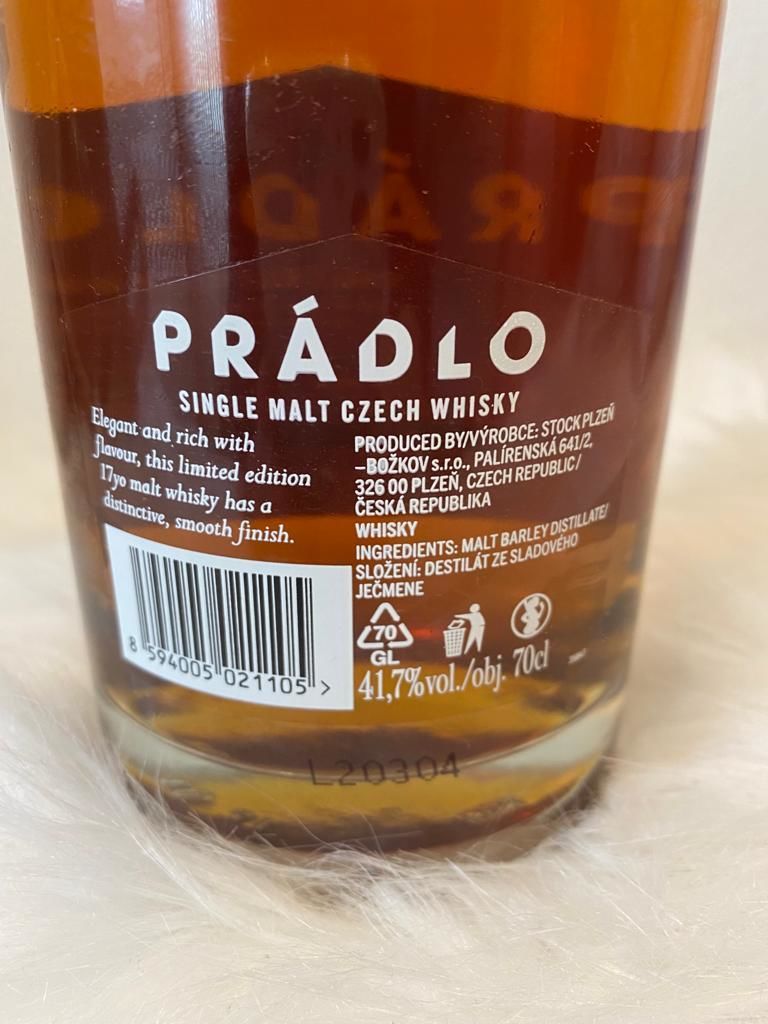 PRÁDLO
SINGLE MALT CZECH WHISKY
Elegant and rich with
flavour, this limited edition
17yo malt whisky has a
distinctive, smooth finish.
PRODUCED BY/VÝROBCE: STOCK PLZEŇ
–BOŽKOV s.r.o., PALÍRENSKÁ 641/2,
326 00 PLZEŇ, CZECH REPUBLIC/
ČESKÁ REPUBLIKA
WHISKY
INGREDIENTS: MALT BARLEY DISTILLATE/
SLOŽENÍ: DESTILÁT ZE SLADOVÉHO
JEČMENE
70
GL
41,7%vol./obj. 70cl
8 594005 021105 >
L20304